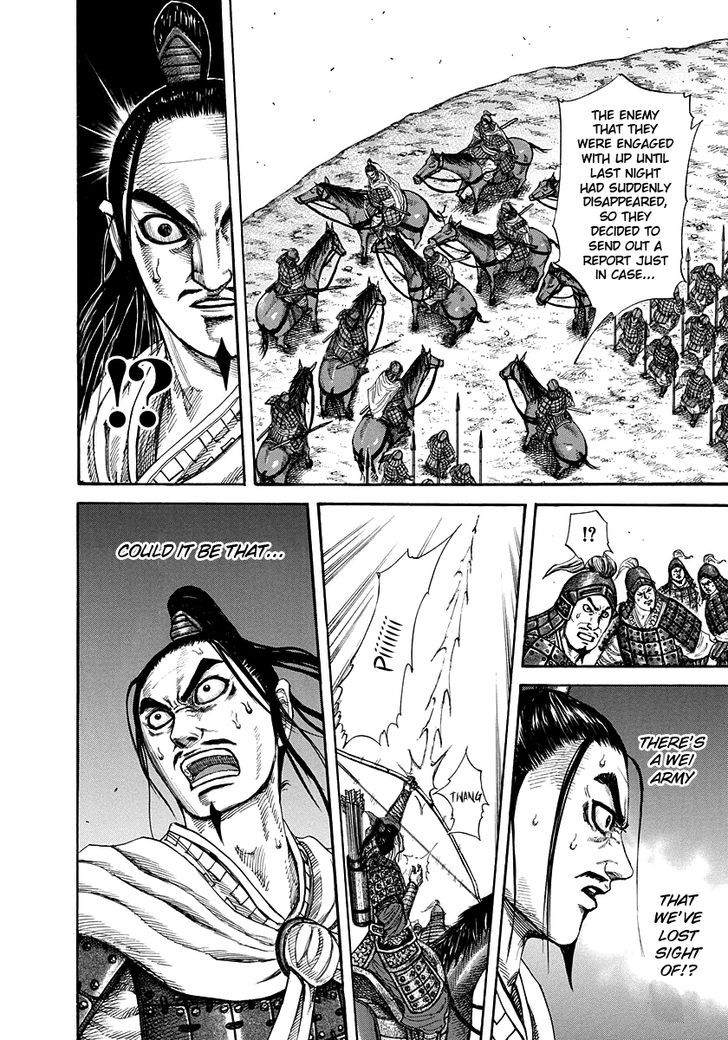 THE ENEMY
THAT THEY
WERE ENGAGED
WITH UP UNTIL
LAST NIGHT
HAD SUDDENLY
DISAPPEARED,
SO THEY
DECIDED TO
SEND OUT A
REPORT JUST
IN CASE...
!?
!?
THERE'S
A WEI
ARMY
THAT
WE'VE
LOST
SIGHT
OF!?
Piiiiii
TWANG
COULD IT BE THAT...